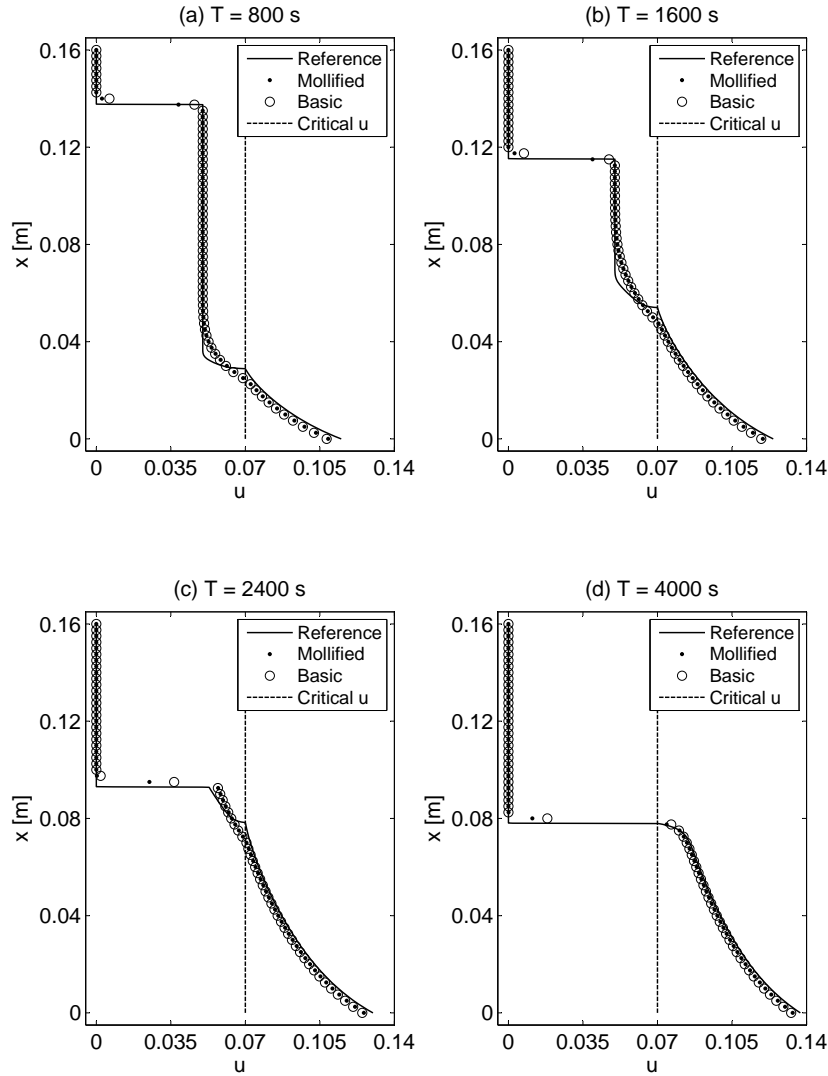 (a) T = 800 s
0.16
0.12
0.08
0.04
0
x [m]
0 0.035 0.07 0.105 0.14
u
Reference
Mollified
Basic
Critical u
(b) T = 1600 s
0.16
0.12
0.08
0.04
0
x [m]
0 0.035 0.07 0.105 0.14
u
Reference
Mollified
Basic
Critical u
(c) T = 2400 s
0.16
0.12
0.08
0.04
0
x [m]
0 0.035 0.07 0.105 0.14
u
Reference
Mollified
Basic
Critical u
(d) T = 4000 s
0.16
0.12
0.08
0.04
0
x [m]
0 0.035 0.07 0.105 0.14
u
Reference
Mollified
Basic
Critical u